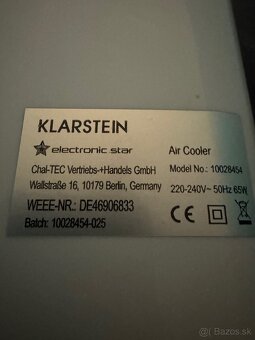 KLARSTEIN
electronic star
Air Cooler
Chal-TEC Vertriebs-+Handels GmbH
Model No.: 10028454
Wallstraße 16, 10179 Berlin, Germany
220-240V~ 50Hz 65W
WEEE-NR.: DE46906833
CE
Batch: 10028454-025
Bazos.sk